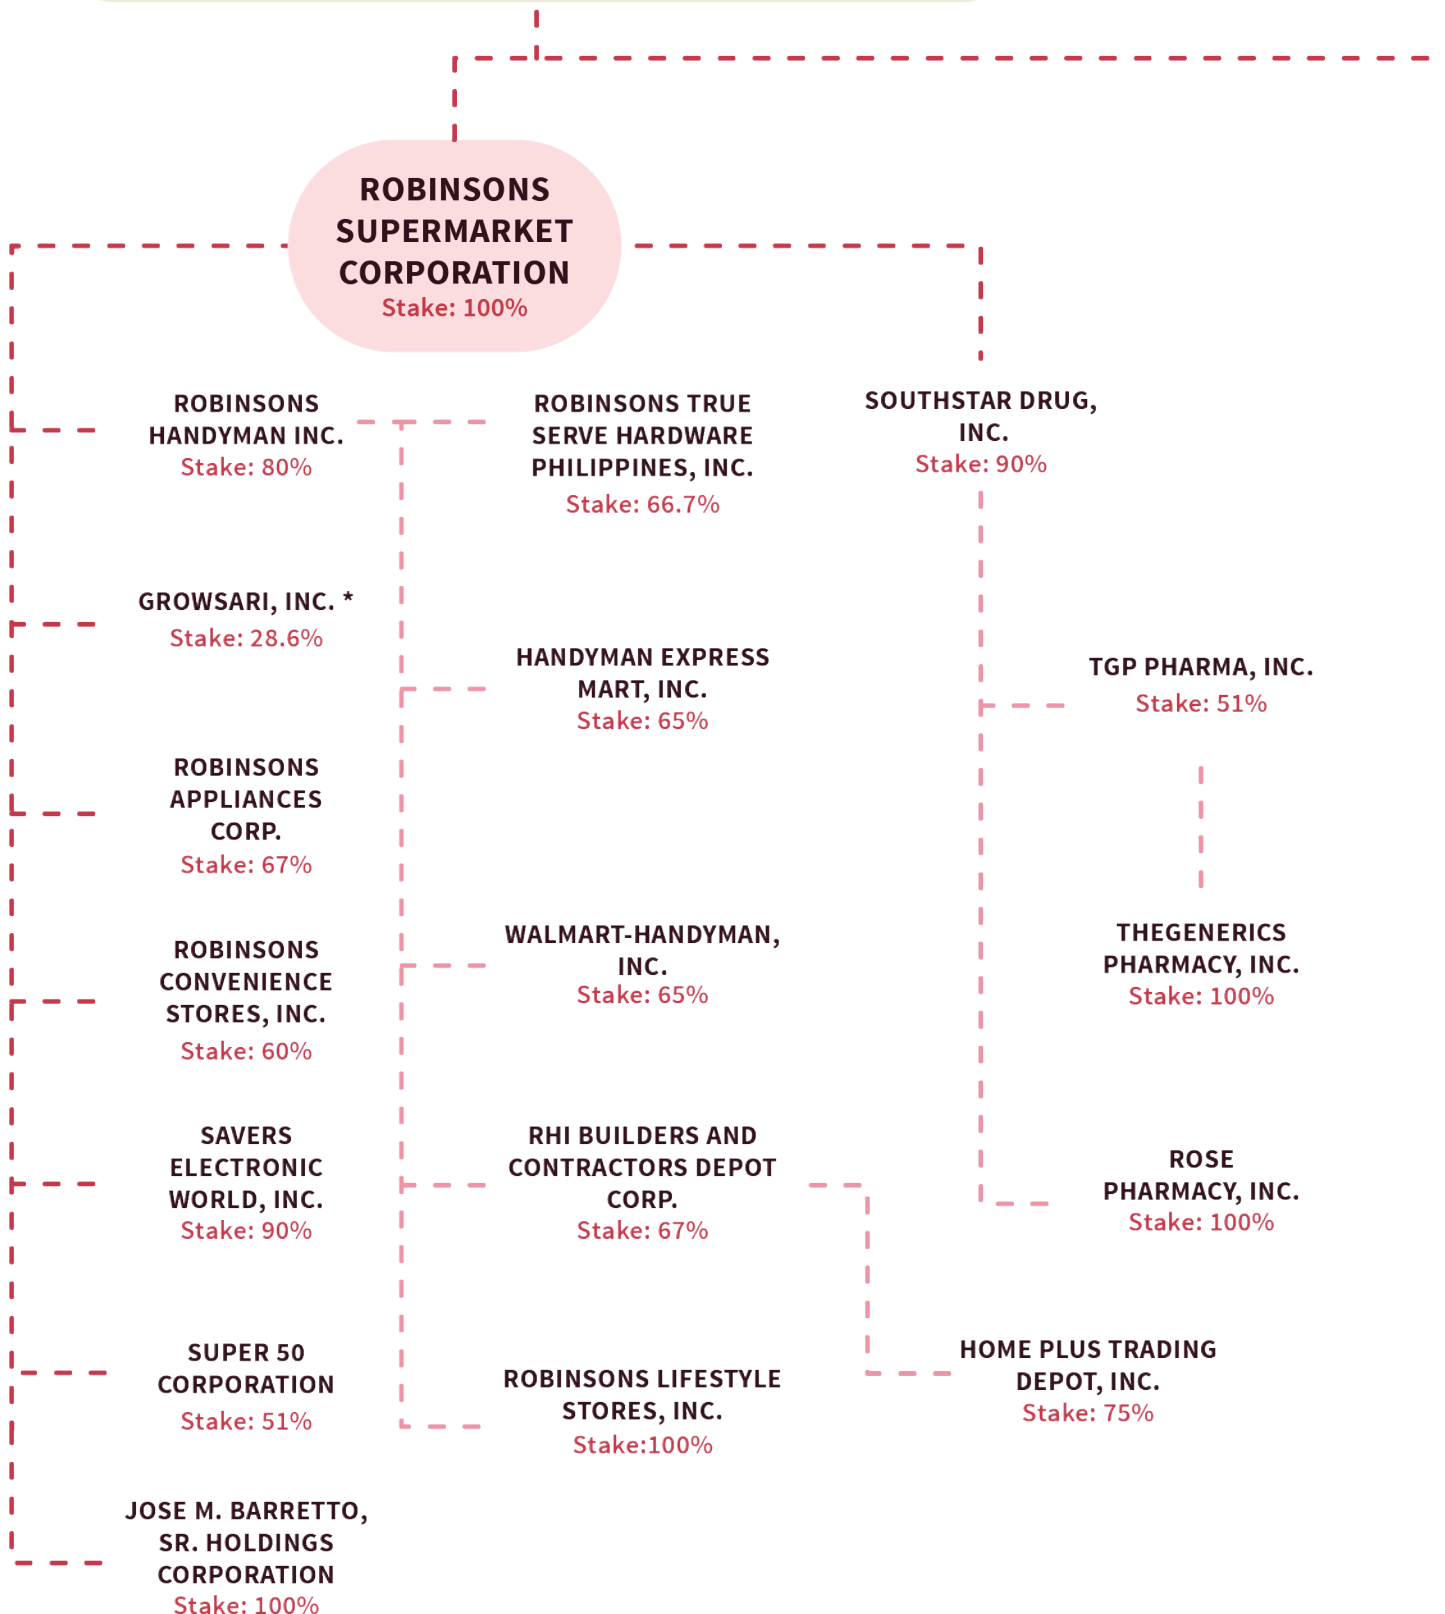 ROBINSONS
SUPERMARKET
CORPORATION
Stake: 100%
ROBINSONS
HANDYMAN INC.
Stake: 80%
GROWSARI, INC. *
Stake: 28.6%
ROBINSONS
APPLIANCES
CORP.
Stake: 67%
ROBINSONS
CONVENIENCE
STORES, INC.
Stake: 60%
SAVERS
ELECTRONIC
WORLD, INC.
Stake: 90%
SUPER 50
CORPORATION
Stake: 51%
JOSE M. BARRETTO,
SR. HOLDINGS
CORPORATION
Stake: 100%
ROBINSONS TRUE
SERVE HARDWARE
PHILIPPINES, INC.
Stake: 66.7%
HANDYMAN EXPRESS
MART, INC.
Stake: 65%
WALMART-HANDYMAN,
INC.
Stake: 65%
RHI BUILDERS AND
CONTRACTORS DEPOT
CORP.
Stake: 67%
ROBINSONS LIFESTYLE
STORES, INC.
Stake:100%
HOME PLUS TRADING
DEPOT, INC.
Stake: 75%
SOUTHSTAR DRUG,
INC.
Stake: 90%
TGP PHARMA, INC.
Stake: 51%
THEGENERICS
PHARMACY, INC.
Stake: 100%
ROSE
PHARMACY, INC.
Stake: 100%